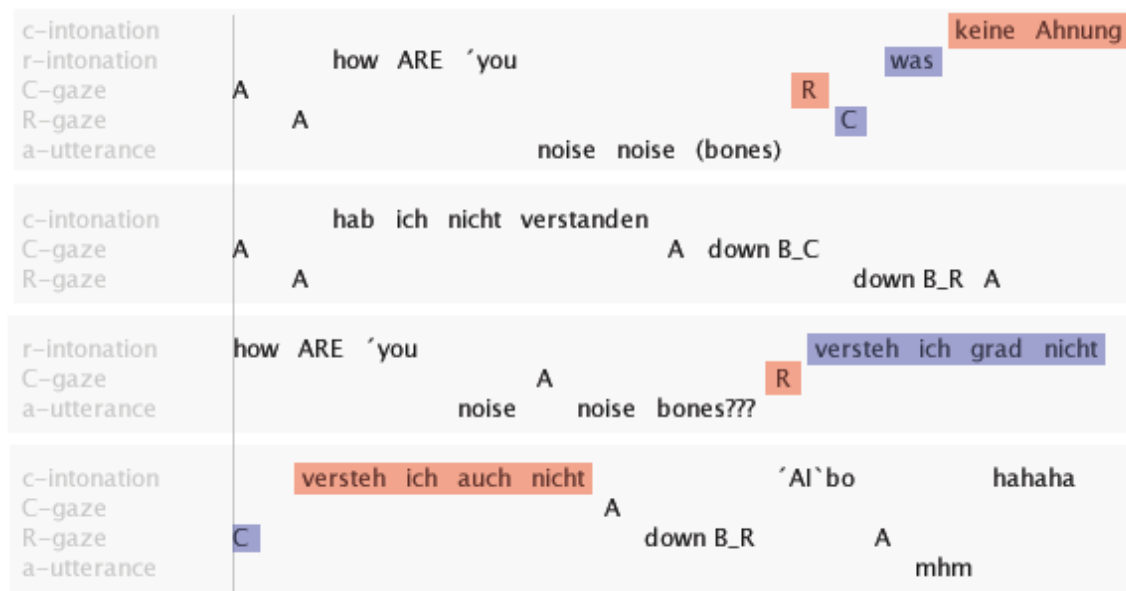 c-intonation keine Ahnung
r-intonation how ARE ´you was
C-gaze A R
R-gaze A C
a-utterance noise noise (bones)
c-intonation hab ich nicht verstanden
C-gaze A A down B_C
R-gaze A down B_R A
r-intonation how ARE ´you versteh ich grad nicht
C-gaze A R
a-utterance noise noise bones???
c-intonation versteh ich auch nicht ´AI`bo hahaha
C-gaze A
R-gaze C down B_R A
a-utterance mhm